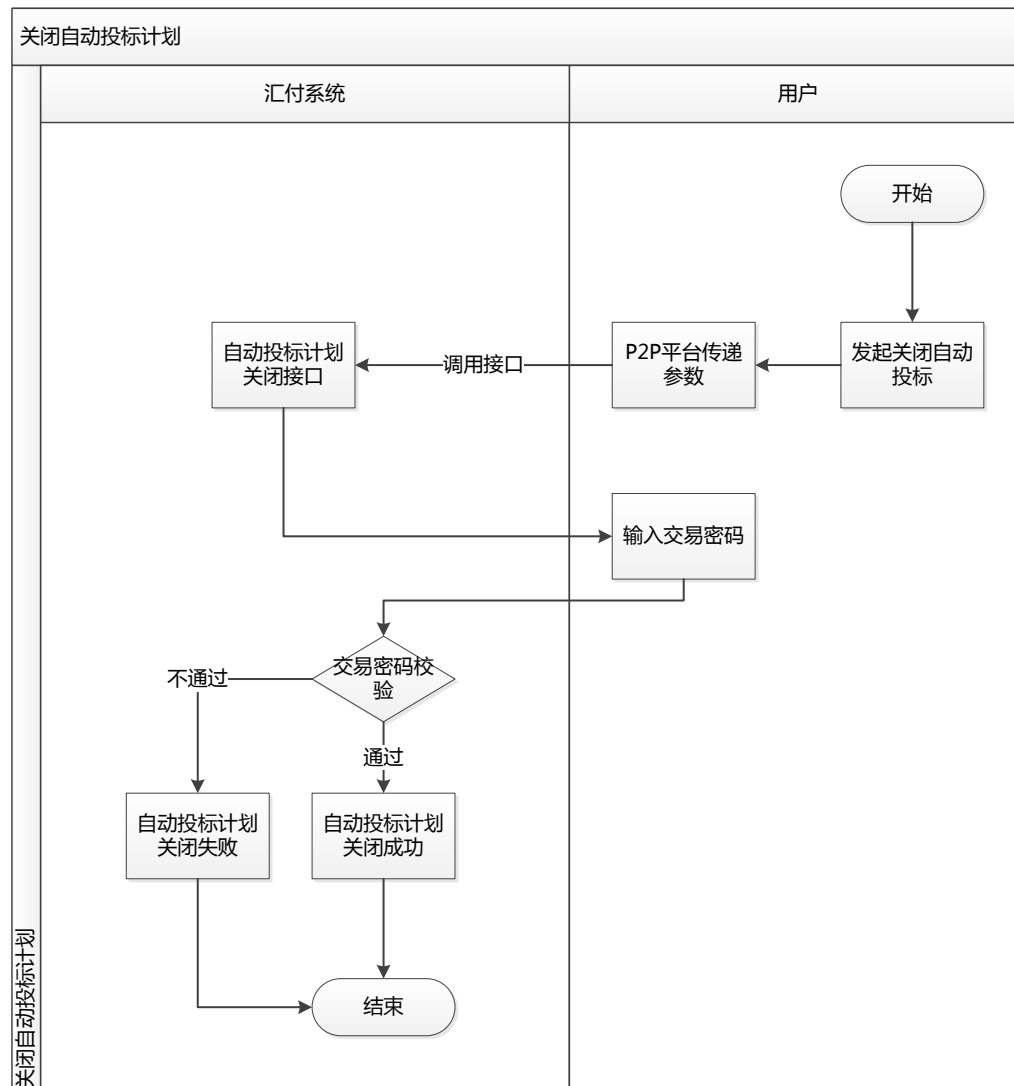 关闭自动投标计划
汇付系统
用户
开始
自动投标计划
关闭接口
调用接口
P2P平台传递
参数
发起关闭自动
投标
输入交易密码
交易密码校
验
不通过
通过
自动投标计划
关闭失败
自动投标计划
关闭成功
关闭自动投标计划
结束